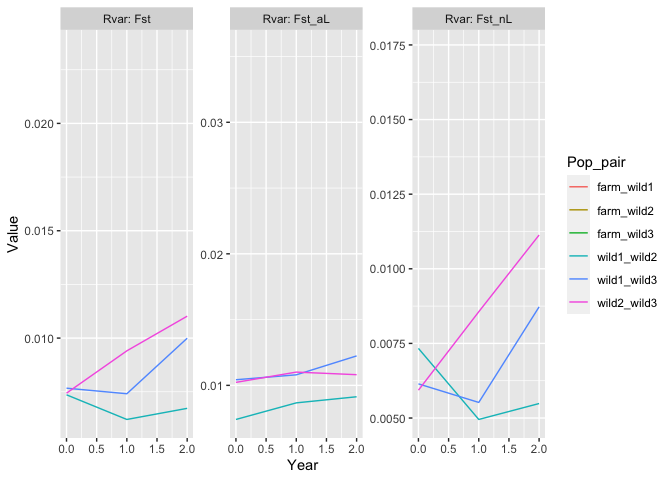 Rvar: Fst
Rvar: Fst_aL
Rvar: Fst_nL
Value
0.020
0.015
0.010
0.03
0.02
0.01
0.0175
0.0150
0.0125
0.0100
0.0075
0.0050
0.0 0.5 1.0 1.5 2.0
0.0 0.5 1.0 1.5 2.0
0.0 0.5 1.0 1.5 2.0
Year
Pop_pair
farm_wild1
farm_wild2
farm_wild3
wild1_wild2
wild1_wild3
wild2_wild3